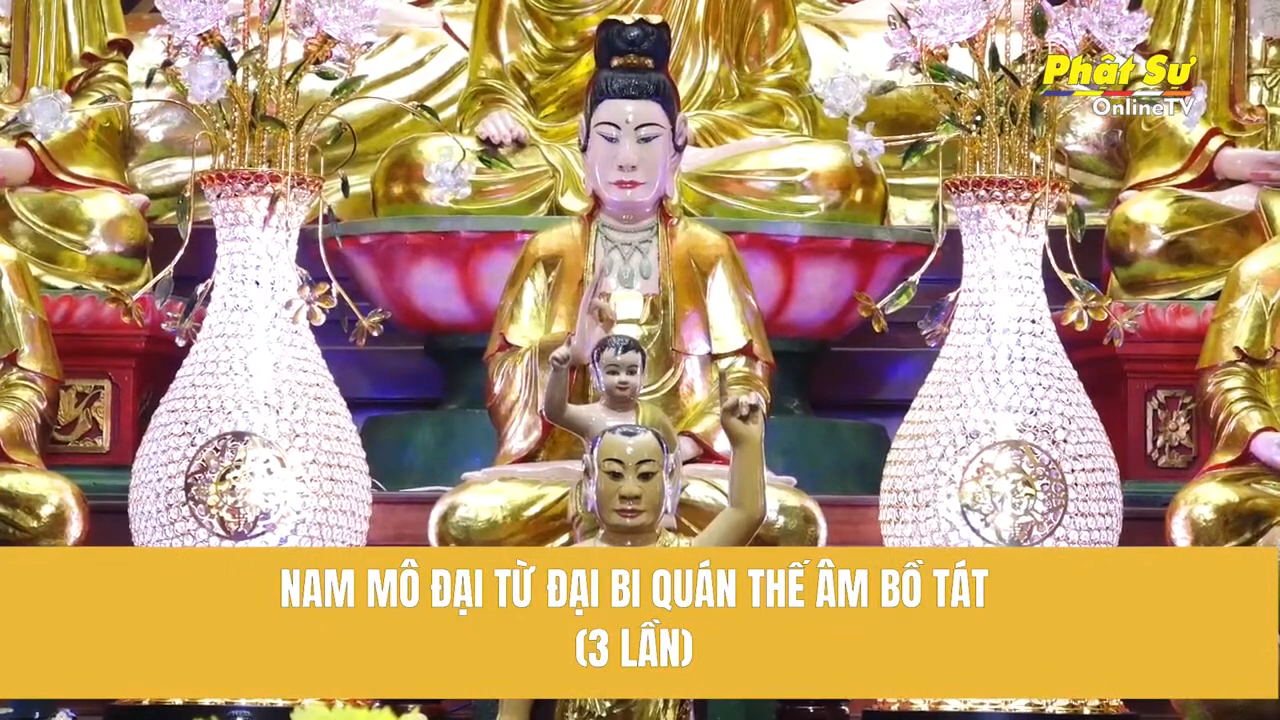 Phật Sự
OnlineTV
NAM MÔ ĐẠI TỪ ĐẠI BI QUÁN THẾ ÂM BỒ TÁT
(3 LẦN)